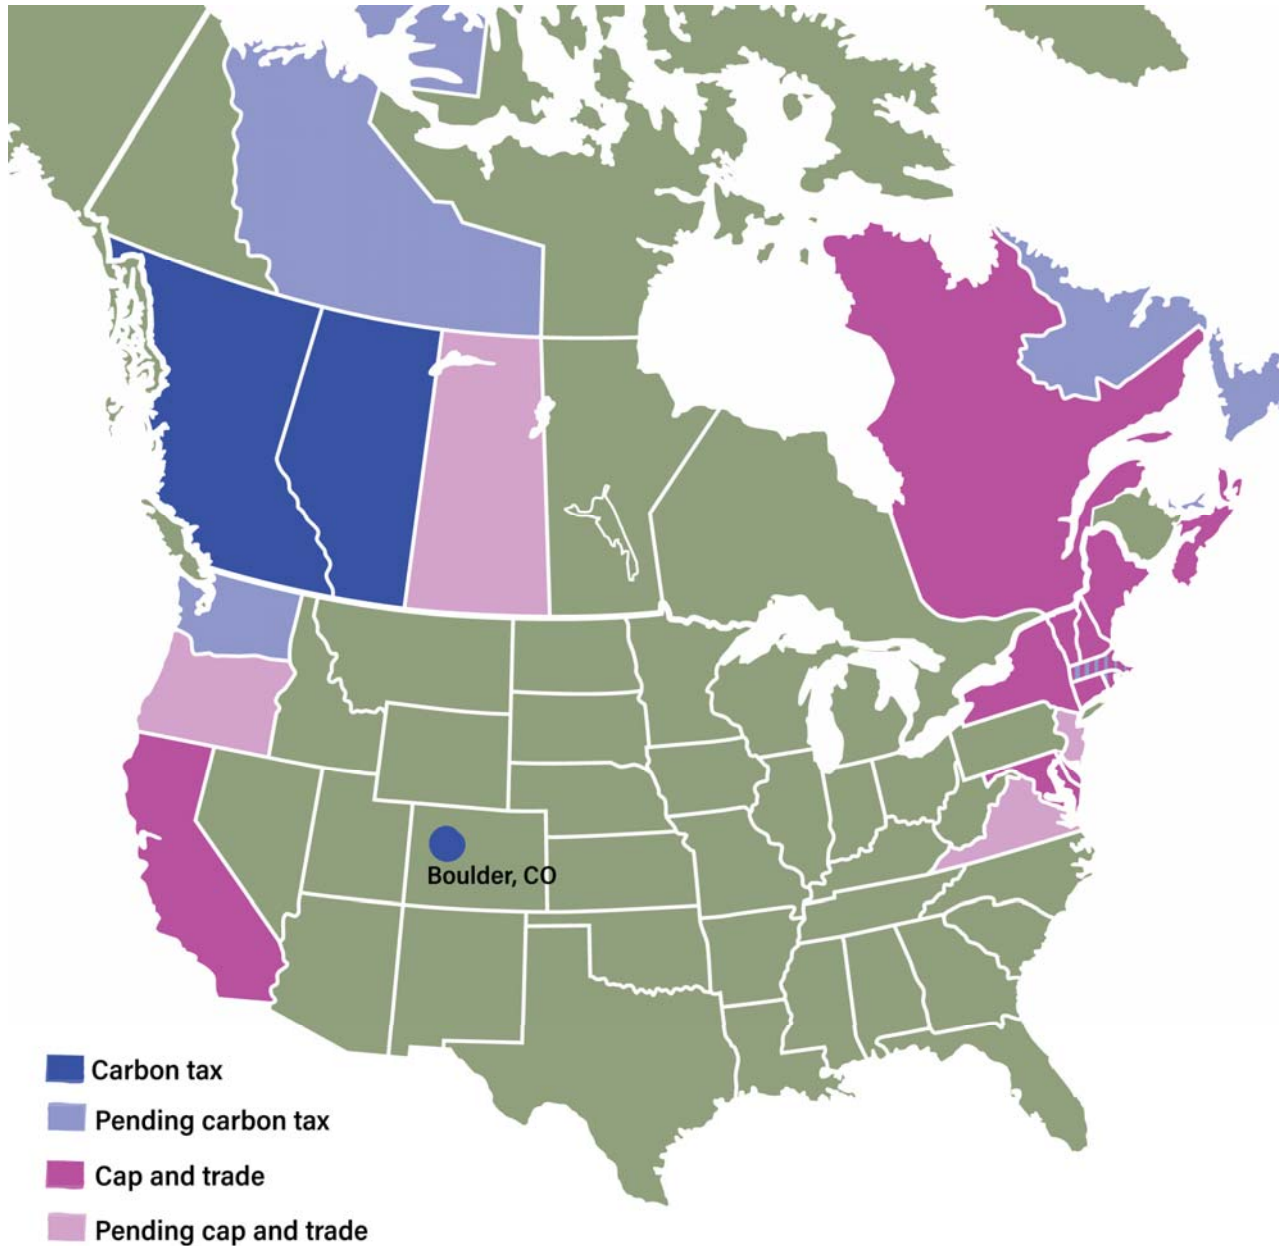 Boulder, CO
Carbon tax
Pending carbon tax
Cap and trade
Pending cap and trade